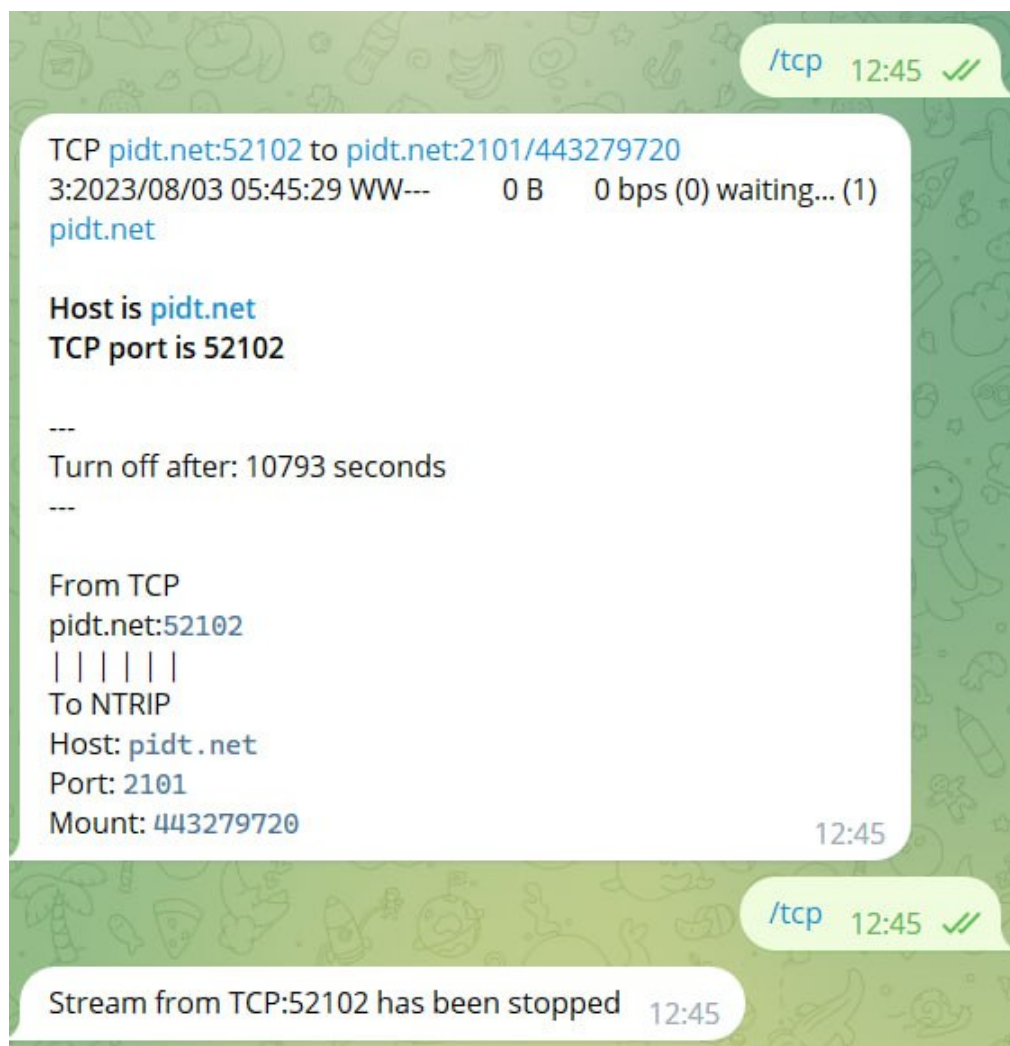 /tcp 12:45
TCP pidt.net:52102 to pidt.net:2101/443279720
3:2023/08/03 05:45:29 WW--- 0 B 0 bps (0) waiting... (1)
pidt.net
Host is pidt.net
TCP port is 52102
---
Turn off after: 10793 seconds
---
From TCP
pidt.net:52102
| | | | | |
To NTRIP
Host: pidt.net
Port: 2101
Mount: 443279720
12:45
/tcp 12:45
Stream from TCP:52102 has been stopped 12:45